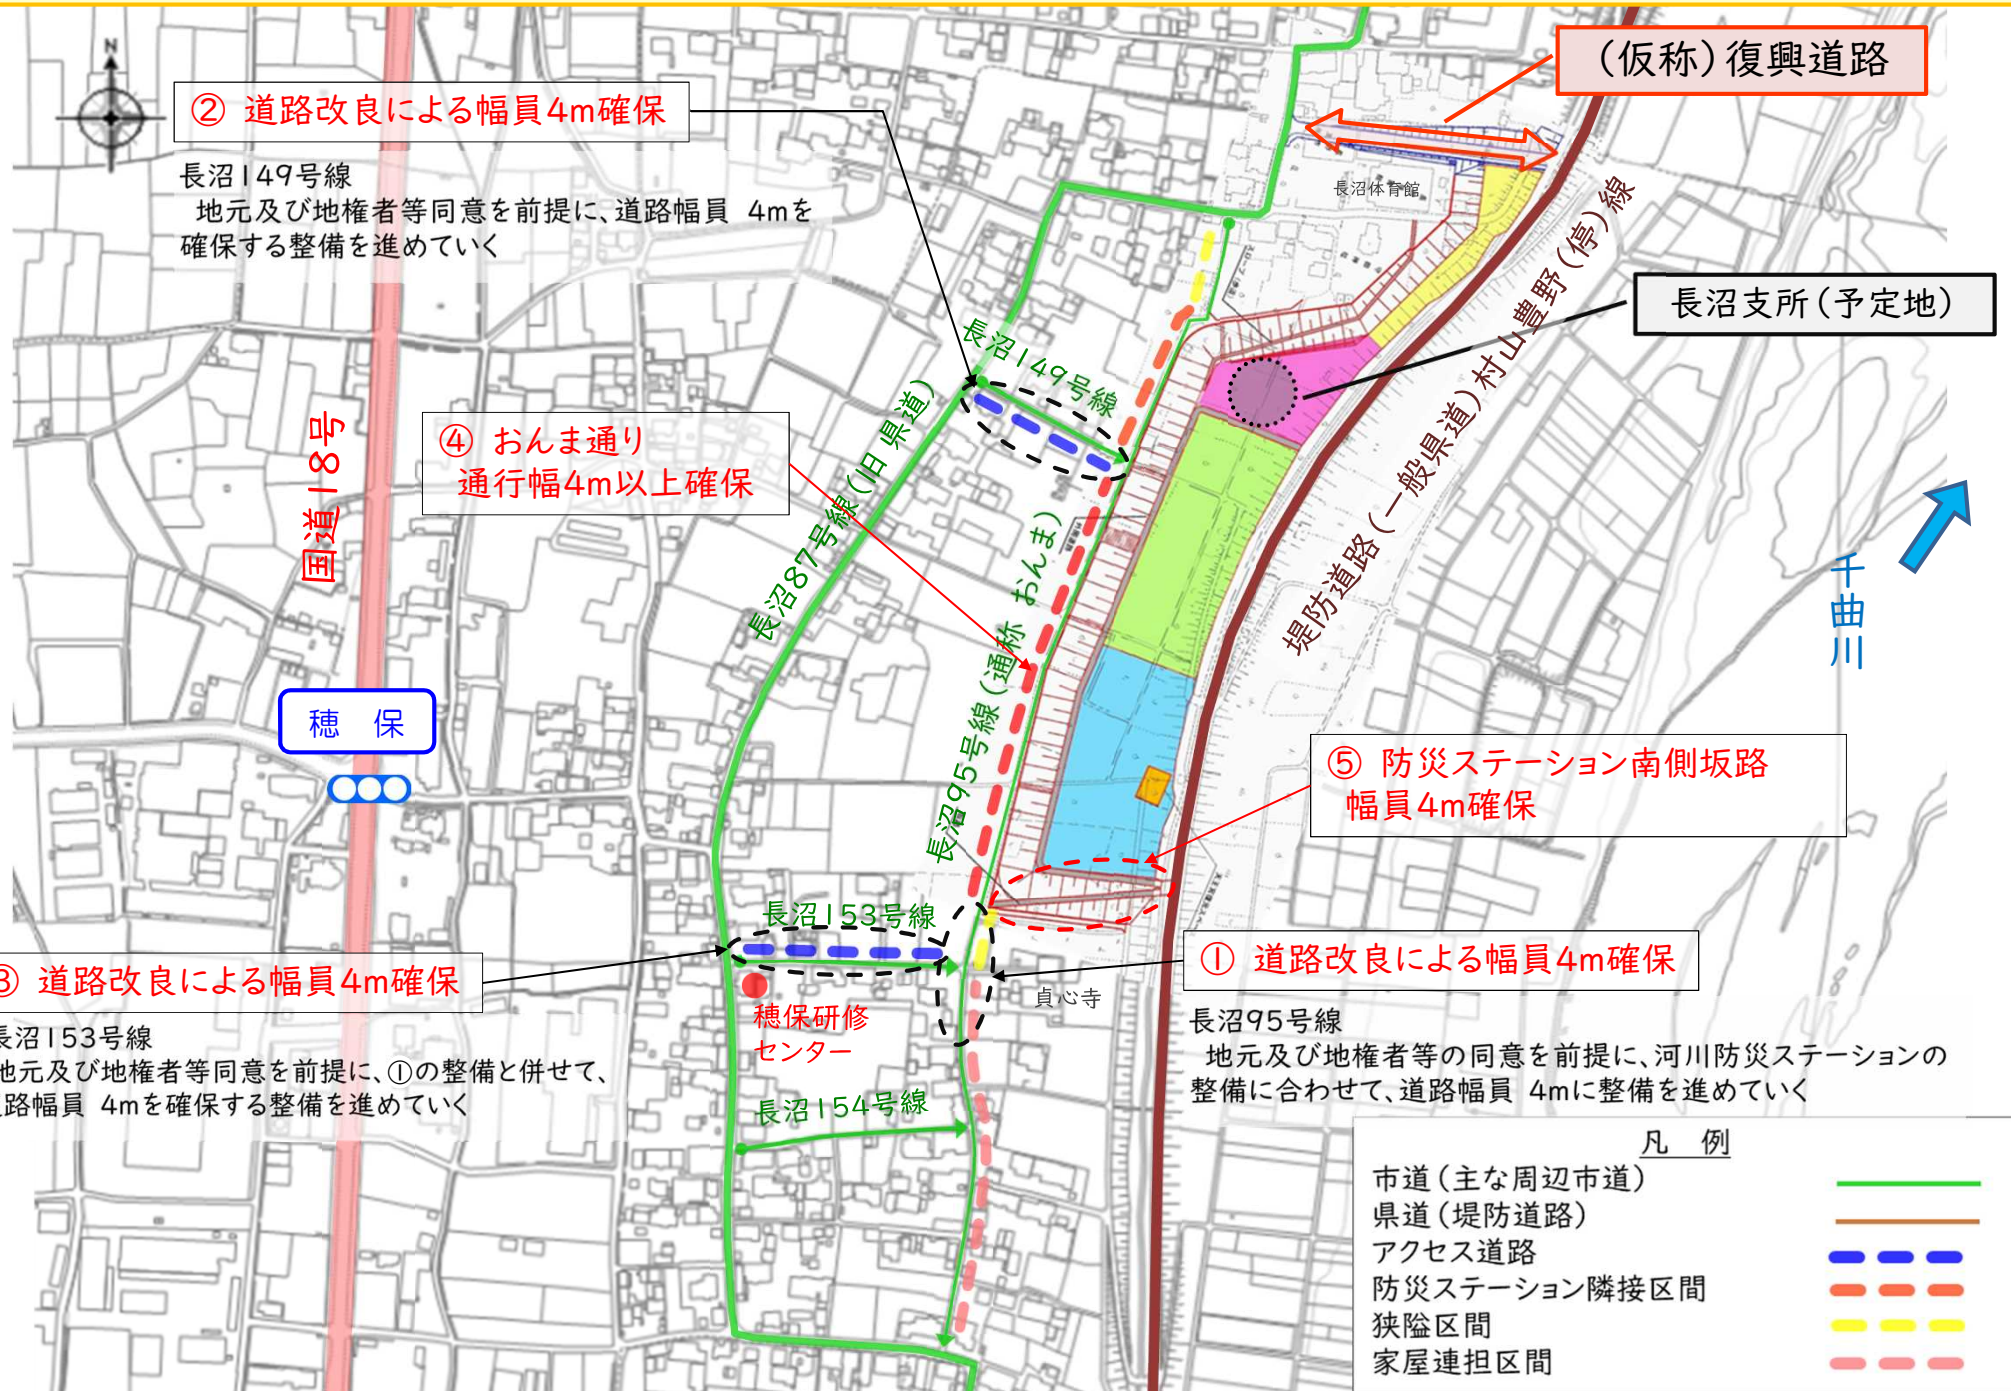 N
(仮称)復興道路
② 道路改良による幅員4m確保
長沼149号線
地元及び地権者等同意を前提に、道路幅員 4mを
確保する整備を進めていく
長沼体育館
長沼支所(予定地)
堤防道路(一般県道)村山豊野(停)線
長沼149号線
長沼87号線(旧 県道)
国道18号
④ おんま通り
通行幅4m以上確保
長沼95号線(通称 おんま)
千曲川
穂 保
⑤ 防災ステーション南側坂路
幅員4m確保
長沼153号線
③ 道路改良による幅員4m確保
長沼153号線
地元及び地権者等同意を前提に、①の整備と併せて、
路幅員 4mを確保する整備を進めていく
穂保研修
センター
貞心寺
① 道路改良による幅員4m確保
長沼95号線
地元及び地権者等の同意を前提に、河川防災ステーションの
整備に合わせて、道路幅員 4mに整備を進めていく
長沼154号線
凡 例
市道(主な周辺市道)
県道(堤防道路)
アクセス道路
防災ステーション隣接区間
狭隘区間
家屋連担区間